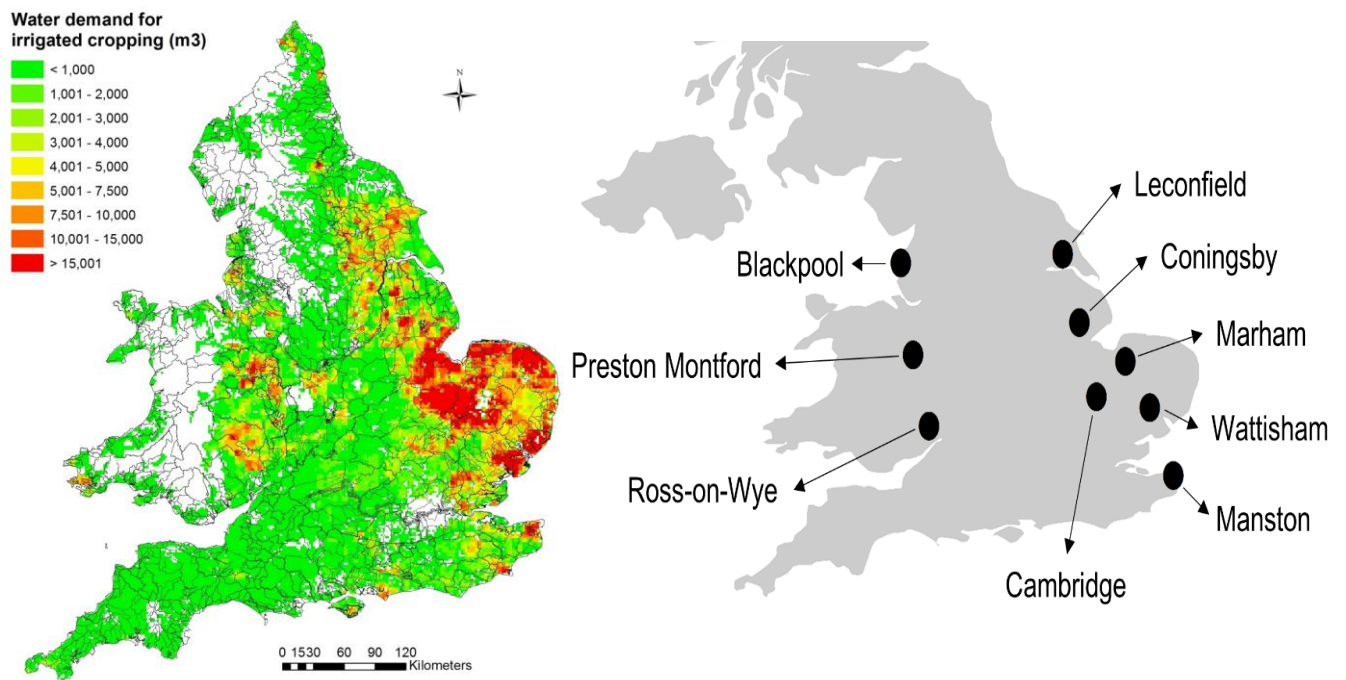 Water demand for
irrigated cropping (m3)
< 1,000
1,001 - 2,000
2,001 - 3,000
3,001 - 4,000
4,001 - 5,000
5,001 - 7,500
7,501 - 10,000
10,001 - 15,000
> 15,001
N
0 15 30 60 90 120
Kilometers
Leconfield
Coningsby
Blackpool
Marham
Preston Montford
Wattisham
Ross-on-Wye
Manston
Cambridge